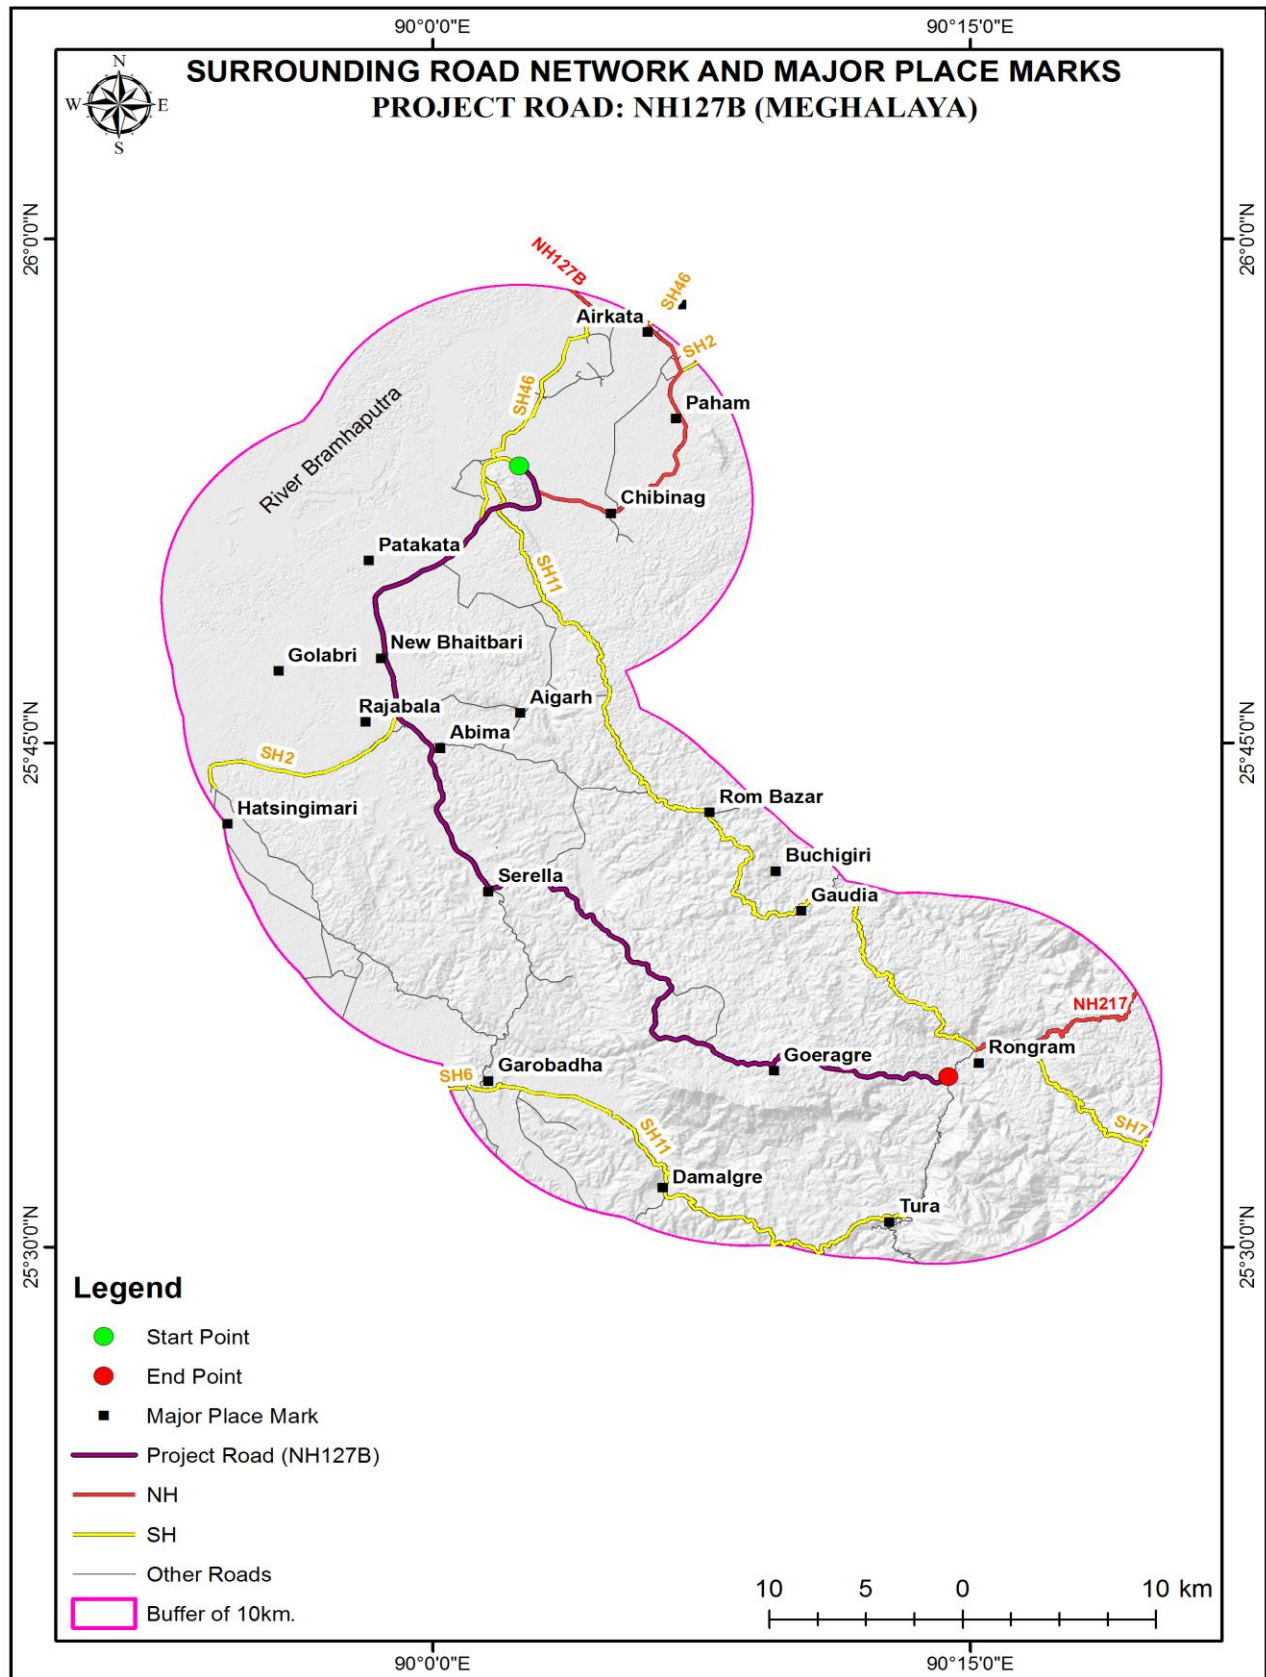 90°0'0"E
90°15'0"E
N
W
E
S
SURROUNDING ROAD NETWORK AND MAJOR PLACE MARKS
PROJECT ROAD: NH127B (MEGHALAYA)
26°0'0"N
26°0'0"N
NH127B
SH46
Airkata
SH2
SH46
Paham
River Bramhaputra
Chibinag
Patakata
SH11
New Bhaitbari
Golabri
Aigarh
Rajabala
Abima
25°45'0"N
25°45'0"N
SH2
Hatsingimari
Rom Bazar
Buchigiri
Serella
Gaudia
NH217
Rongram
Goeragre
Garobadha
SH6
SH7
SH11
Damalgre
Tura
25°30'0"N
25°30'0"N
Legend
Start Point
End Point
Major Place Mark
Project Road (NH127B)
NH
SH
Other Roads
Buffer of 10km.
10 5 0 10 km
90°0'0"E
90°15'0"E